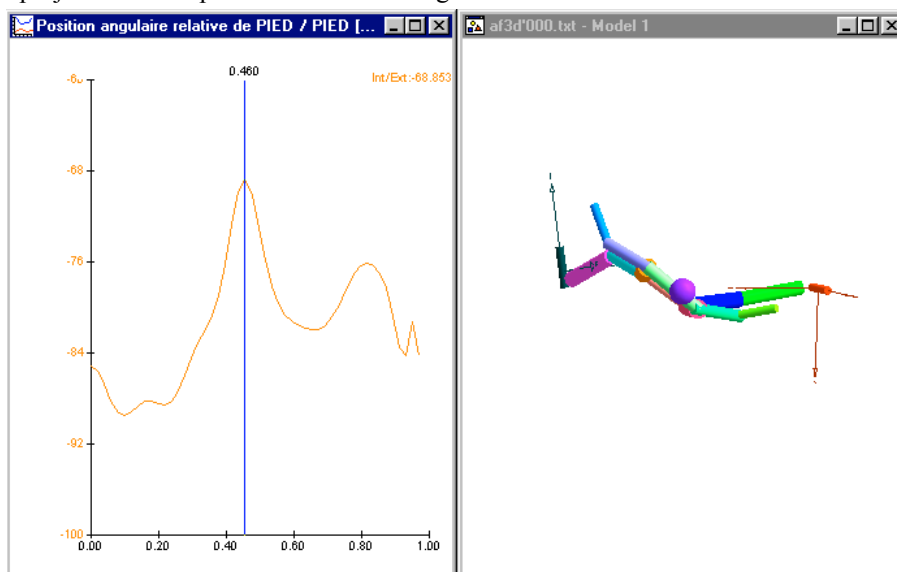 Position angulaire relative de PIED / PIED [...
af3d'000.txt - Model 1
0.460
Int/Ext:-68.853
-60
-68
-76
-84
-92
-100
0.00 0.20 0.40 0.60 0.80 1.00